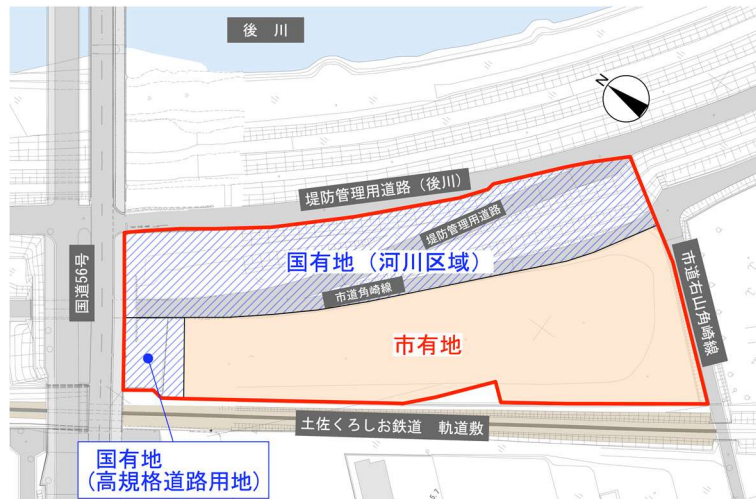 後 川
N
堤防管理用道路（後川）
堤防管理用道路
国道56号
国有地（河川区域）
市道角崎線
市道右山角崎線
市有地
土佐くろしお鉄道 軌道敷
国有地
（高規格道路用地）